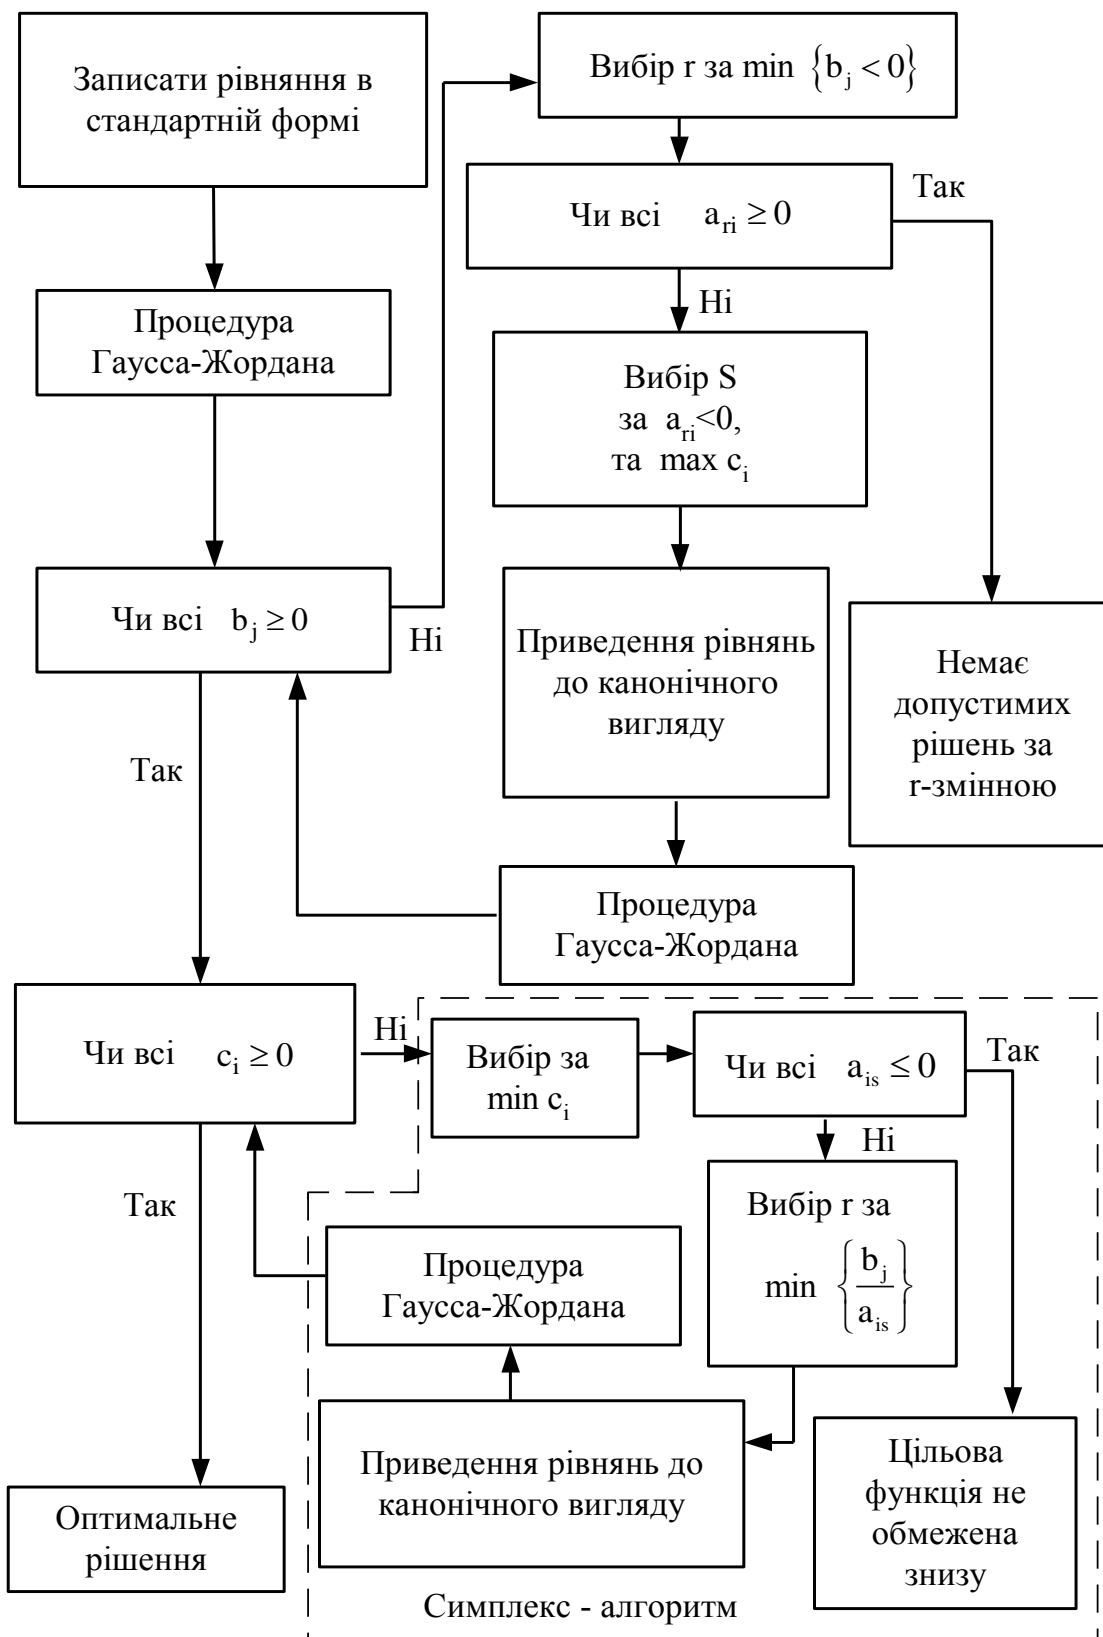 Записати рівняння в
стандартній формі
Вибір r за min {b_j < 0}
Чи всі a_ri ≥ 0
Так
Ні
Процедура
Гаусса-Жордана
Вибір S
за a_ri<0,
та max c_i
Чи всі b_j ≥ 0
Ні
Приведення рівнянь
до канонічного
вигляду
Немає
допустимих
рішень за
r-змінною
Так
Процедура
Гаусса-Жордана
Чи всі c_i ≥ 0
Ні
Вибір за
min c_i
Чи всі a_is ≤ 0
Так
Ні
Вибір r за
min {b_j / a_is}
Так
Процедура
Гаусса-Жордана
Приведення рівнянь до
канонічного вигляду
Цільова
функція не
обмежена
знизу
Оптимальне
рішення
Симплекс - алгоритм